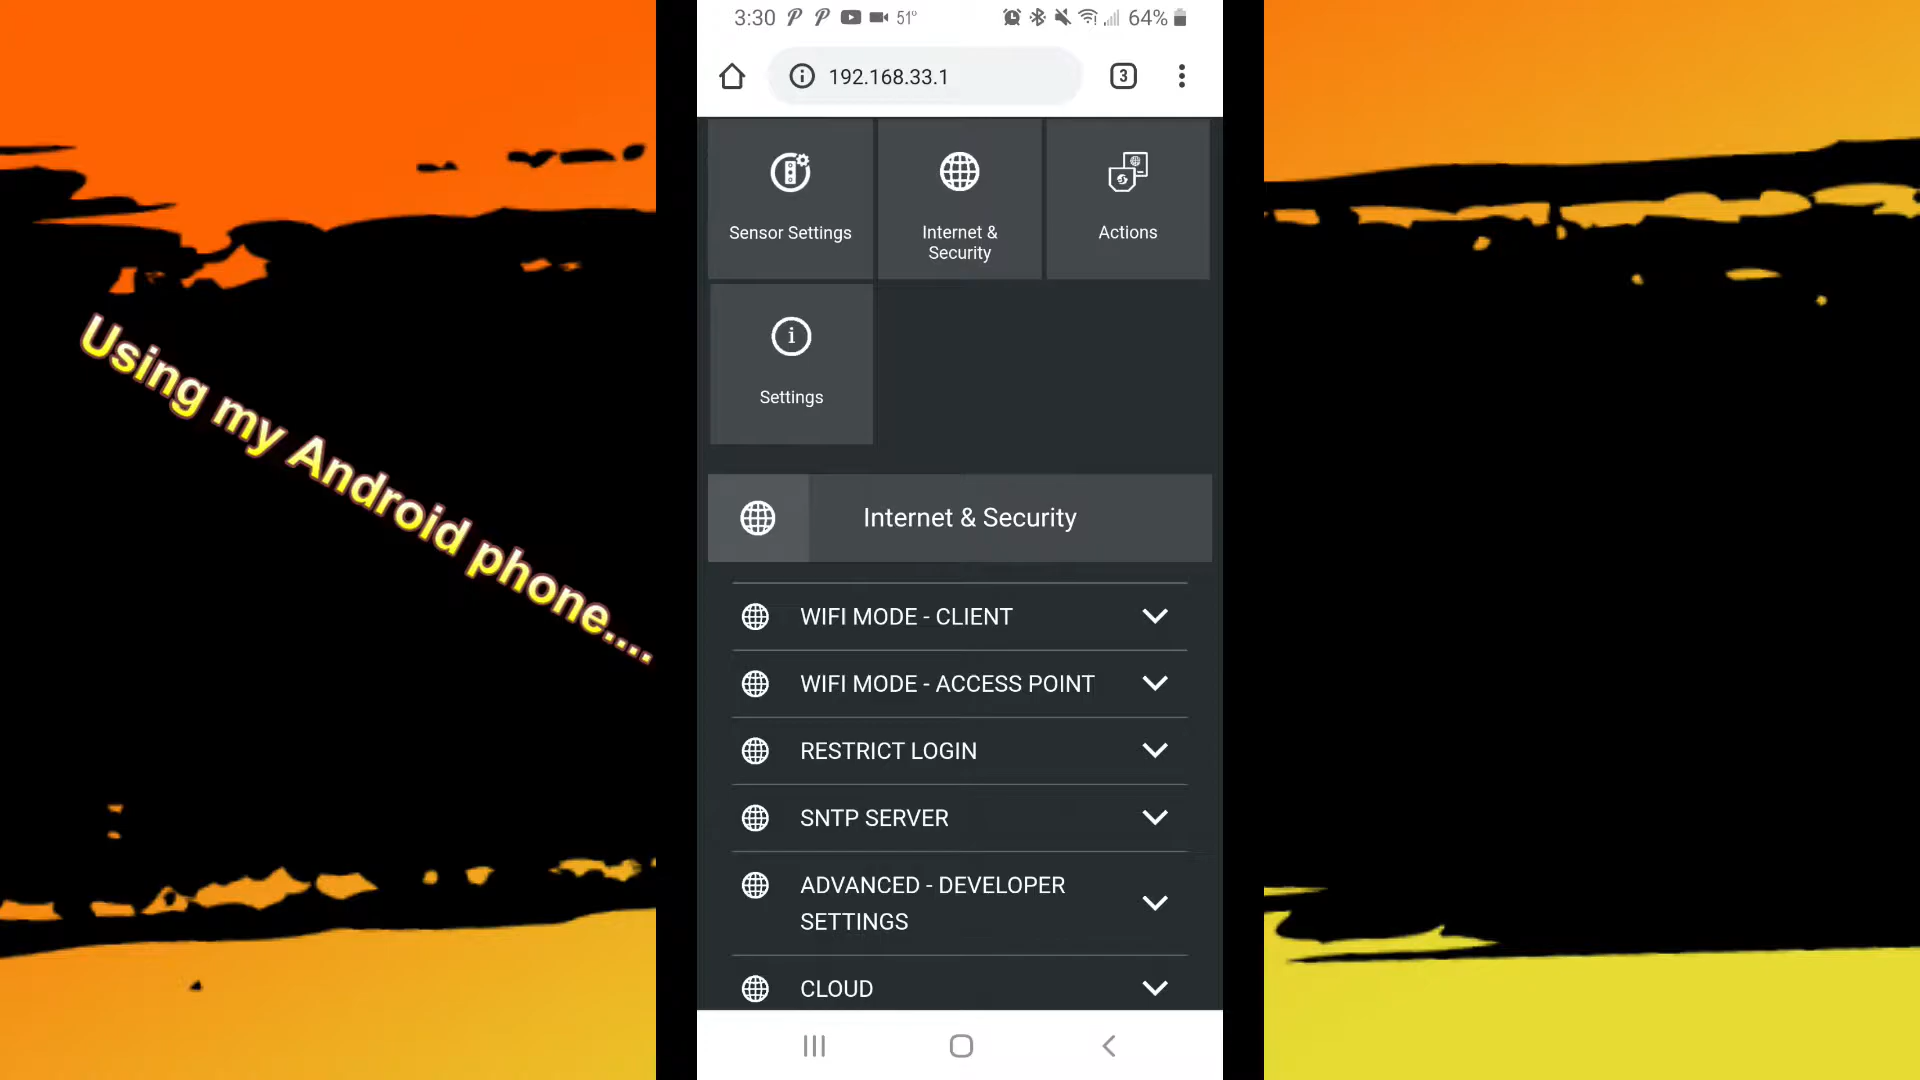 3:30 51° 64%
192.168.33.1 3
Sensor Settings
Internet &
Security
Actions
Settings
Using my Android phone....
Internet & Security
WIFI MODE - CLIENT
WIFI MODE - ACCESS POINT
RESTRICT LOGIN
SNTP SERVER
ADVANCED - DEVELOPER
SETTINGS
CLOUD